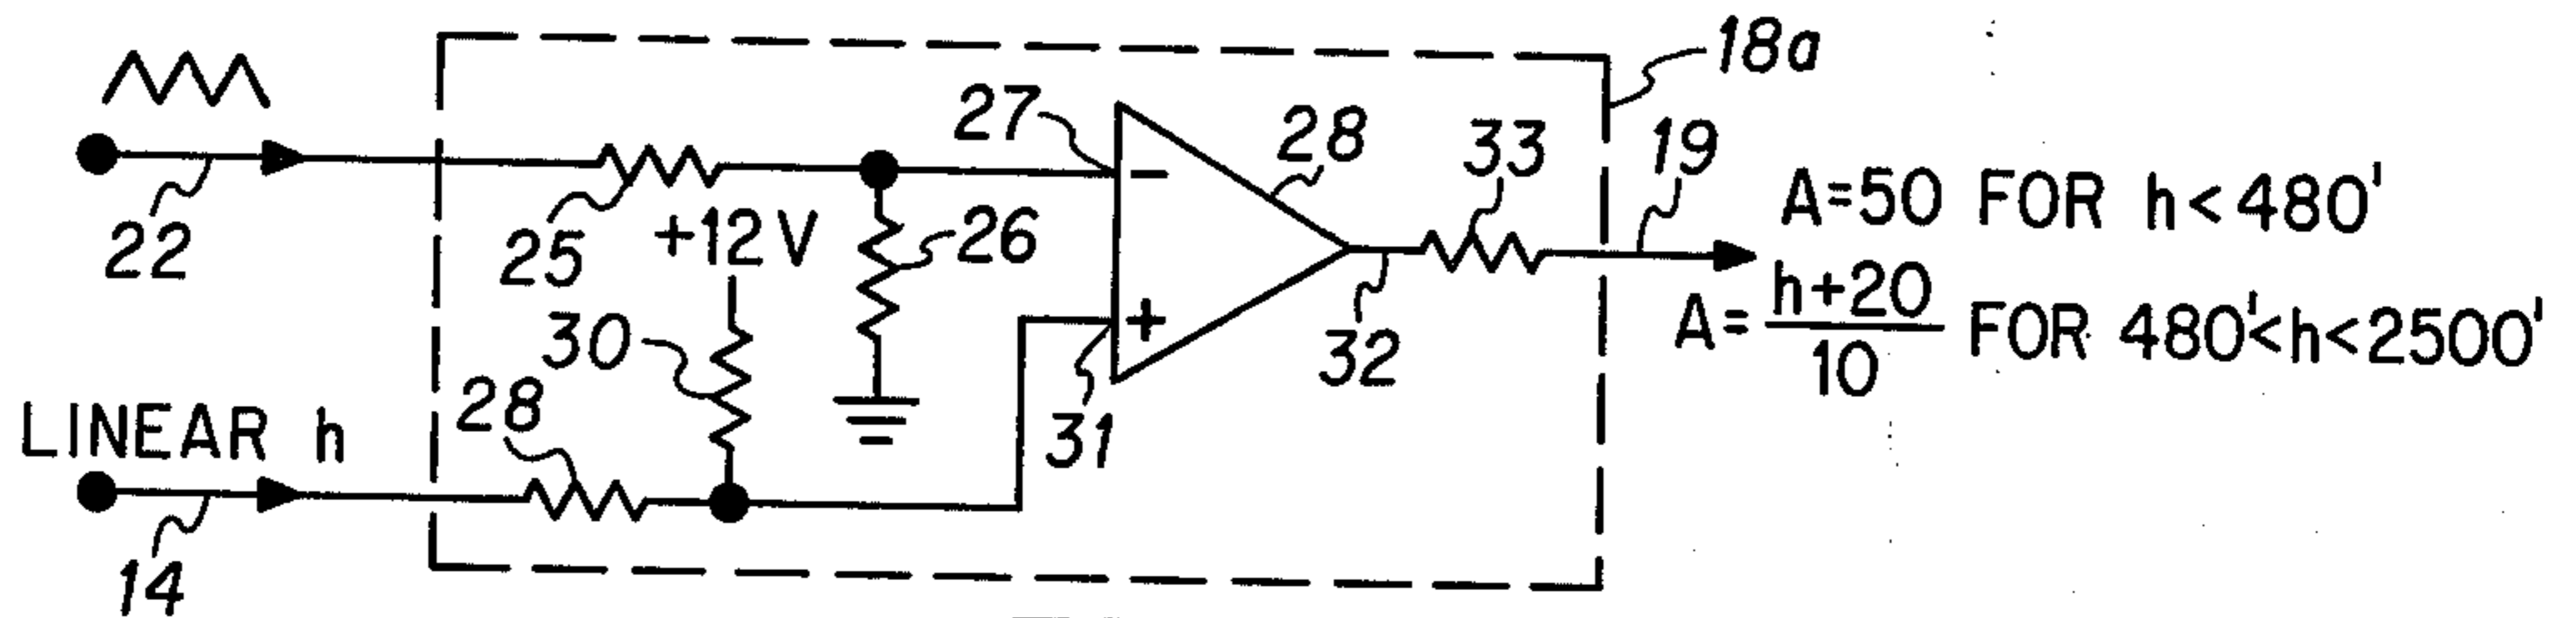 18a
27
28
33
19
A=50 FOR h<480'
22
25
+12V
26
A= h+20/10 FOR 480'<h<2500'
30
32
28
31
LINEAR h
14